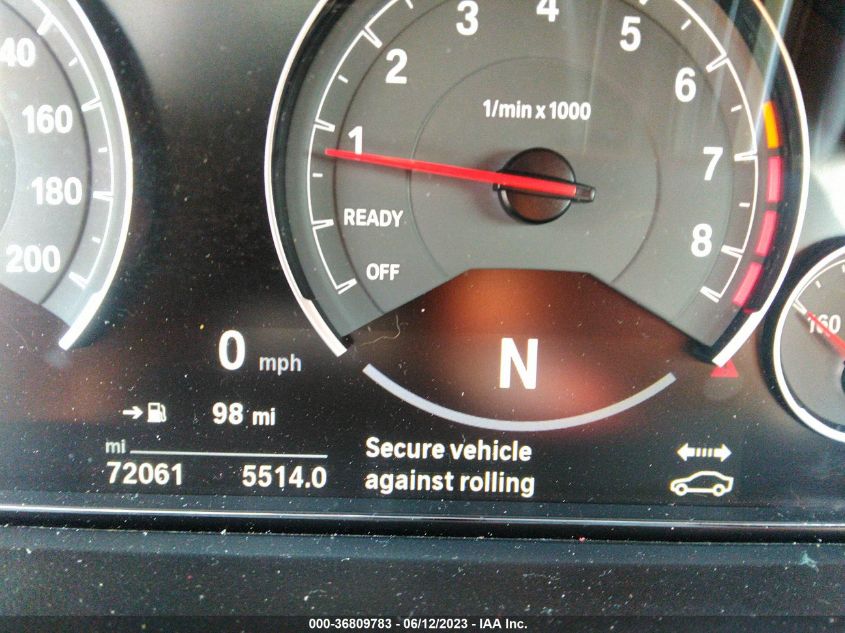 40
160
180
200
1
2
3
4
5
6
7
8
1/min x 1000
READY
OFF
160
0 mph
N
98 mi
mi
72061 5514.0
Secure vehicle
against rolling
000-36809783 - 06/12/2023 - IAA Inc.